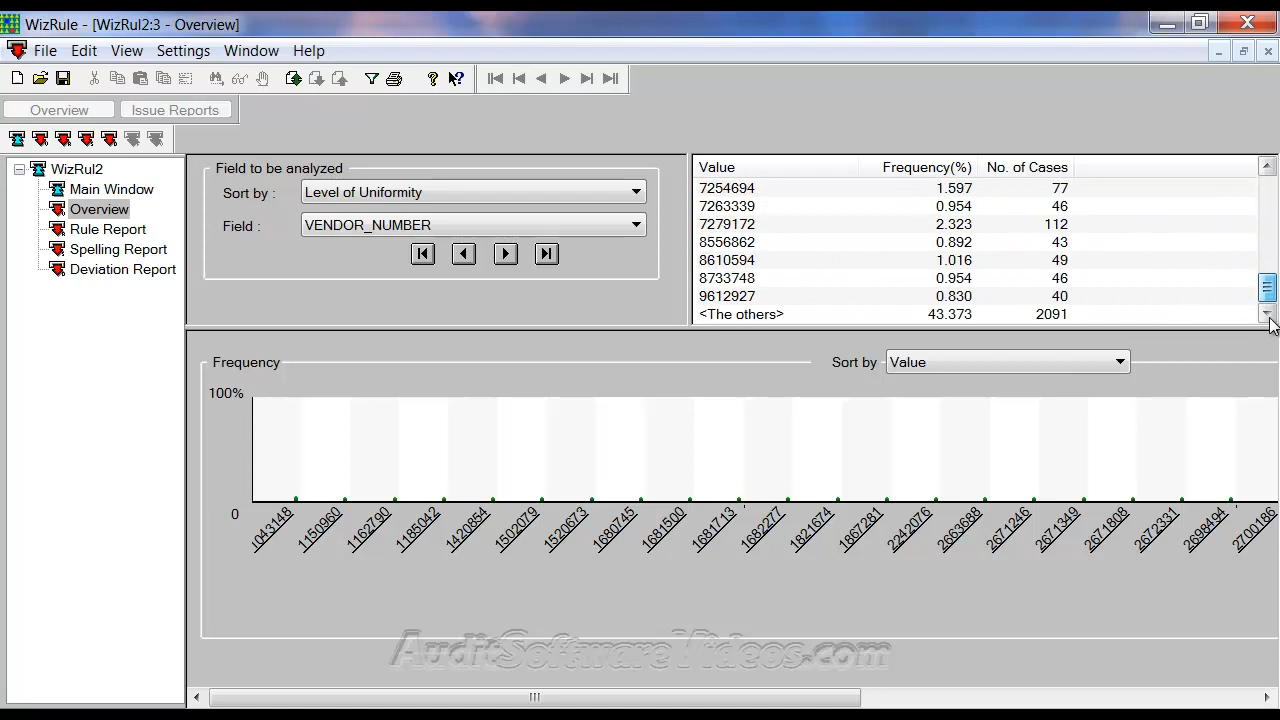 WizRule - [WizRul2:3 - Overview]
File Edit View Settings Window Help
Overview Issue Reports
WizRul2
Main Window
Overview
Rule Report
Spelling Report
Deviation Report
Field to be analyzed
Sort by : Level of Uniformity
Field : VENDOR_NUMBER
Value Frequency(%) No. of Cases
7254694 1.597 77
7263339 0.954 46
7279172 2.323 112
8556862 0.892 43
8610594 1.016 49
8733748 0.954 46
9612927 0.830 40
<The others> 43.373 2091
Frequency Sort by Value
100%
0
1043148 1150960 1162790 1185042 1420854 1502079 1520673 1680745 1681500 1681713 1682277 1821674 1867281 2242076 2663688 2671246 2671349 2671808 2672331 2698494 2700186
AuditSoftwareVideos.com